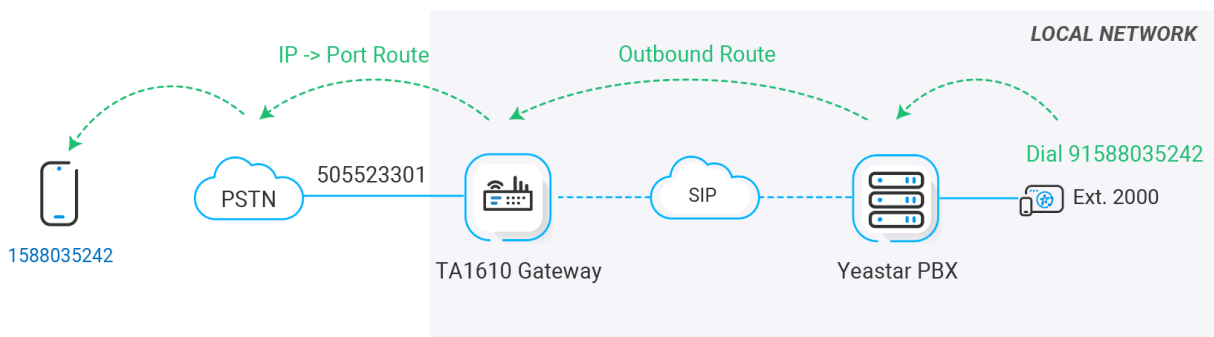 LOCAL NETWORK
IP -> Port Route
Outbound Route
Dial 91588035242
505523301
PSTN
SIP
Ext. 2000
1588035242
TA1610 Gateway
Yeastar PBX